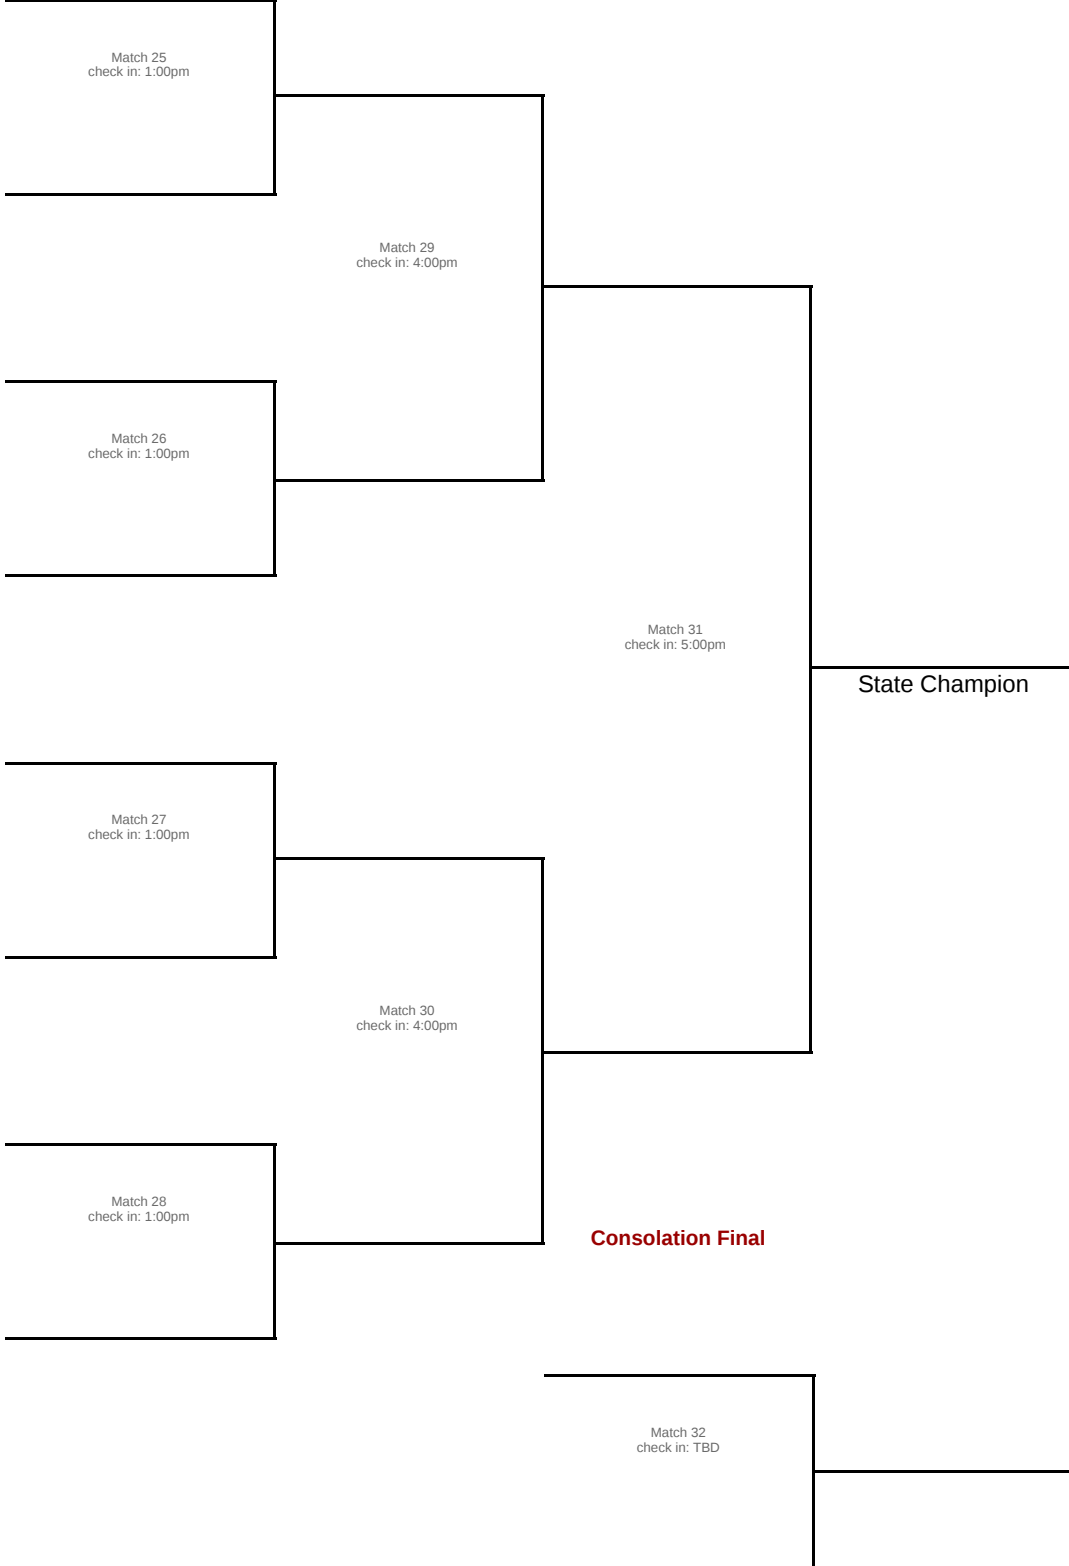 Match 25
check in: 1:00pm
Match 29
check in: 4:00pm
Match 26
check in: 1:00pm
Match 31
check in: 5:00pm
State Champion
Match 27
check in: 1:00pm
Match 30
check in: 4:00pm
Match 28
check in: 1:00pm
Consolation Final
Match 32
check in: TBD